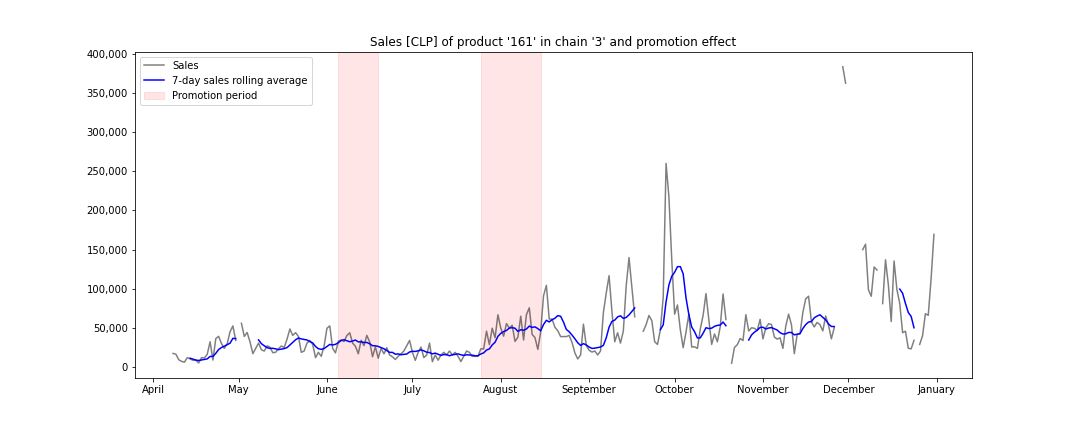 Sales [CLP] of product '161' in chain '3' and promotion effect
400,000
350,000
300,000
250,000
200,000
150,000
100,000
50,000
0
Sales
7-day sales rolling average
Promotion period
April May June July August September October November December January